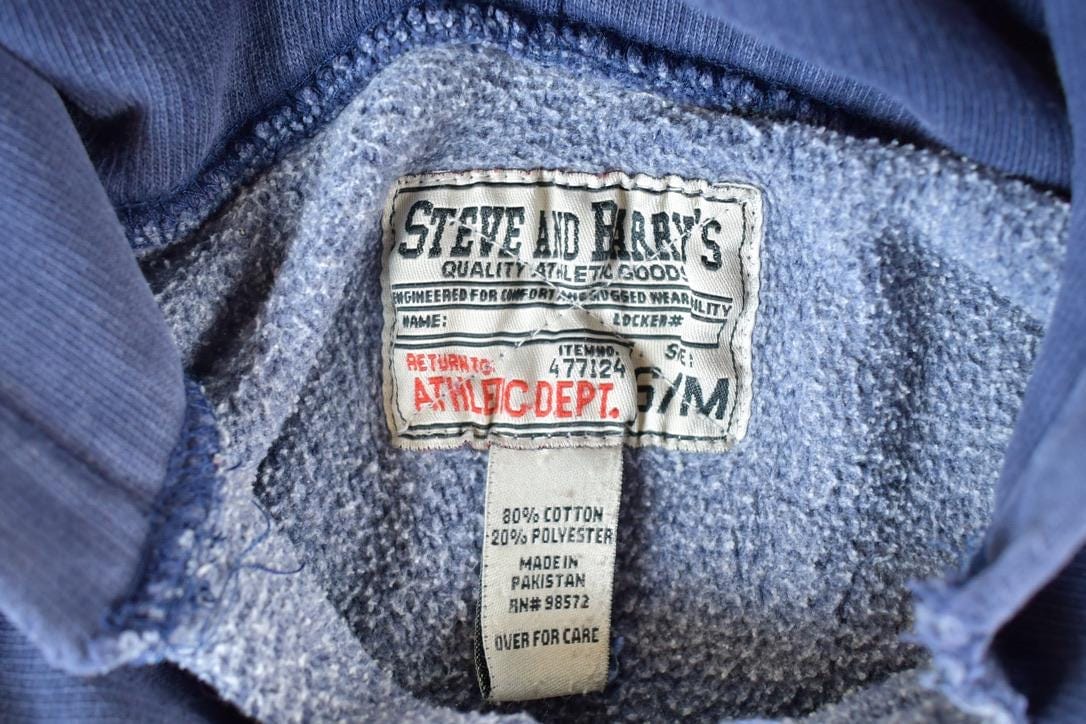 STEVE AND BARRY'S
QUALITY ATHLETIC GOODS
ENGINEERED FOR COMFORT AND RUGGED WEARABILITY
NAME: LOCKER#
RETURN TO: ITEM NO. SIZE:
477124
ATHLETIC DEPT. S/M
80% COTTON
20% POLYESTER
MADE IN
PAKISTAN
RN# 98572
OVER FOR CARE